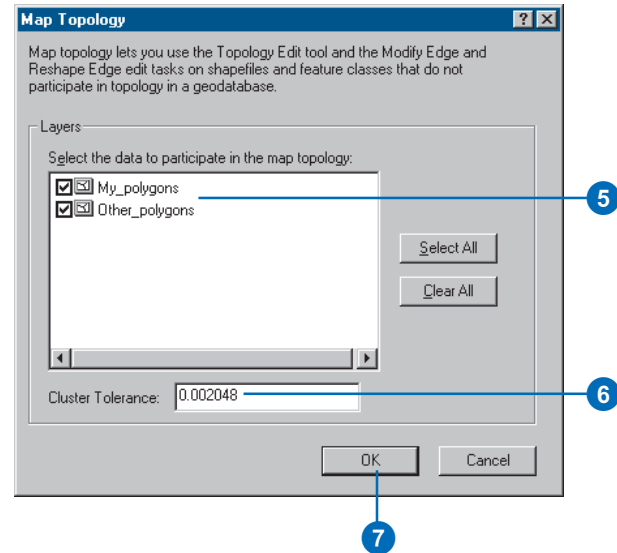 Map Topology
Map topology lets you use the Topology Edit tool and the Modify Edge and
Reshape Edge edit tasks on shapefiles and feature classes that do not
participate in topology in a geodatabase.
Layers
Select the data to participate in the map topology:
My_polygons
Other_polygons
5
Select All
Clear All
Cluster Tolerance: 0.002048
6
OK
Cancel
7